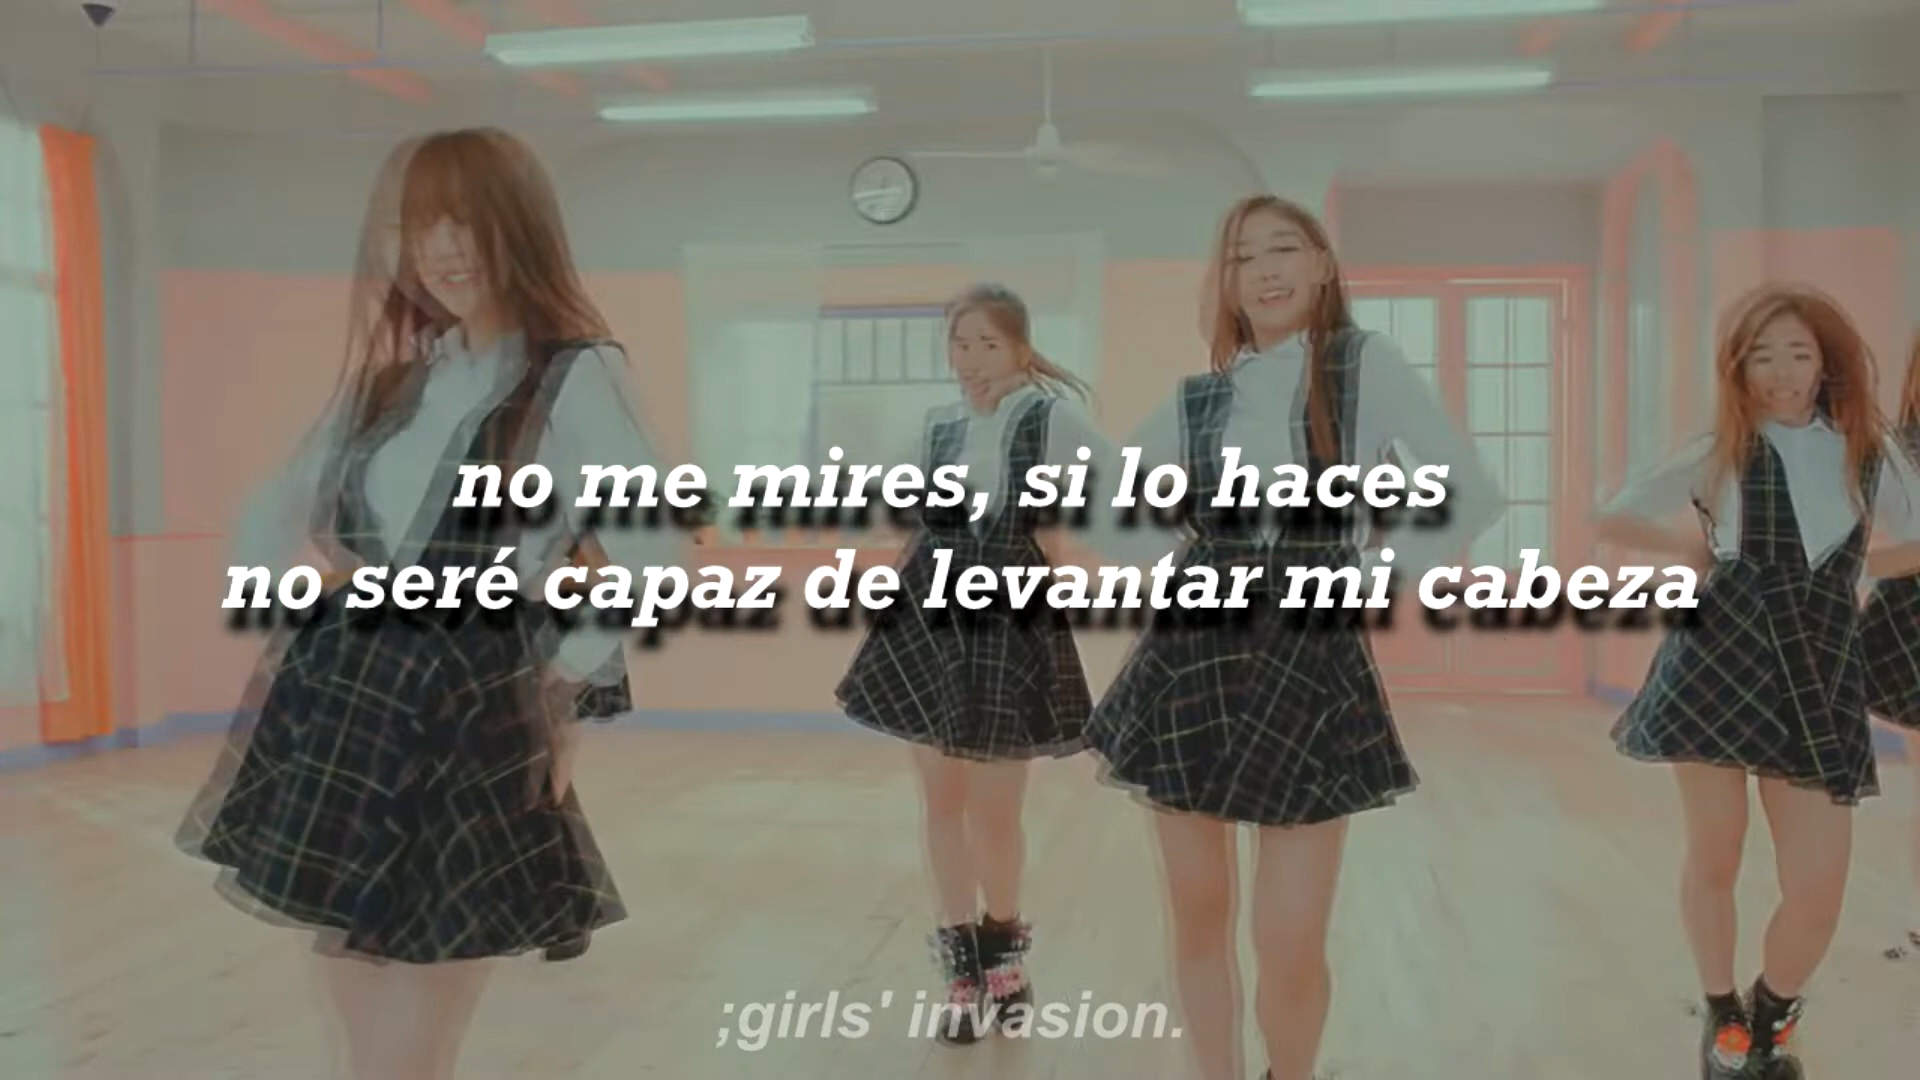 no me mires, si lo haces
no seré capaz de levantar mi cabeza
;girls' invasion.